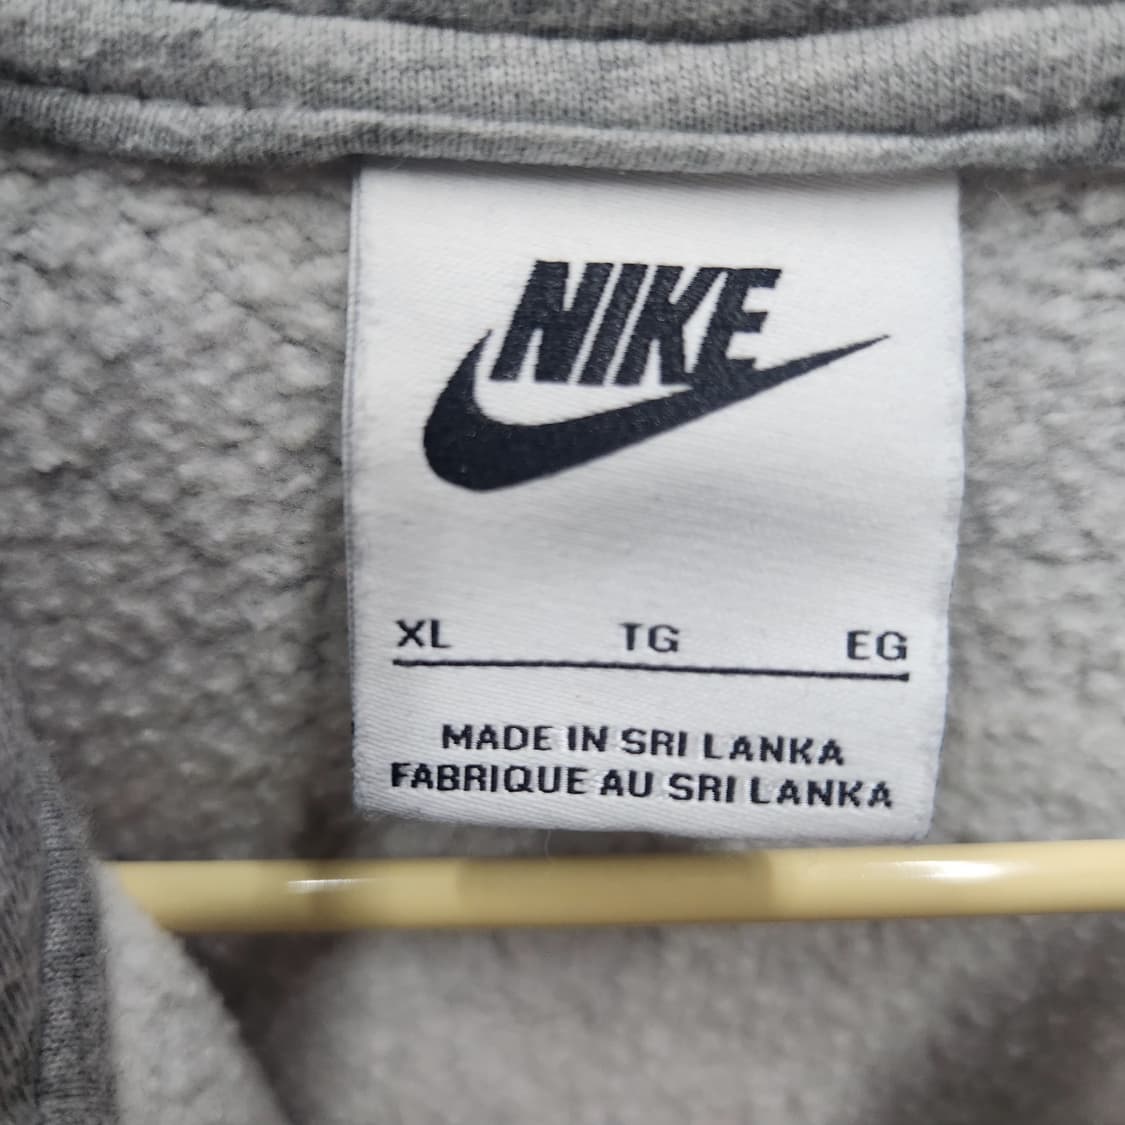 NIKE
XL TG EG
MADE IN SRI LANKA
FABRIQUE AU SRI LANKA